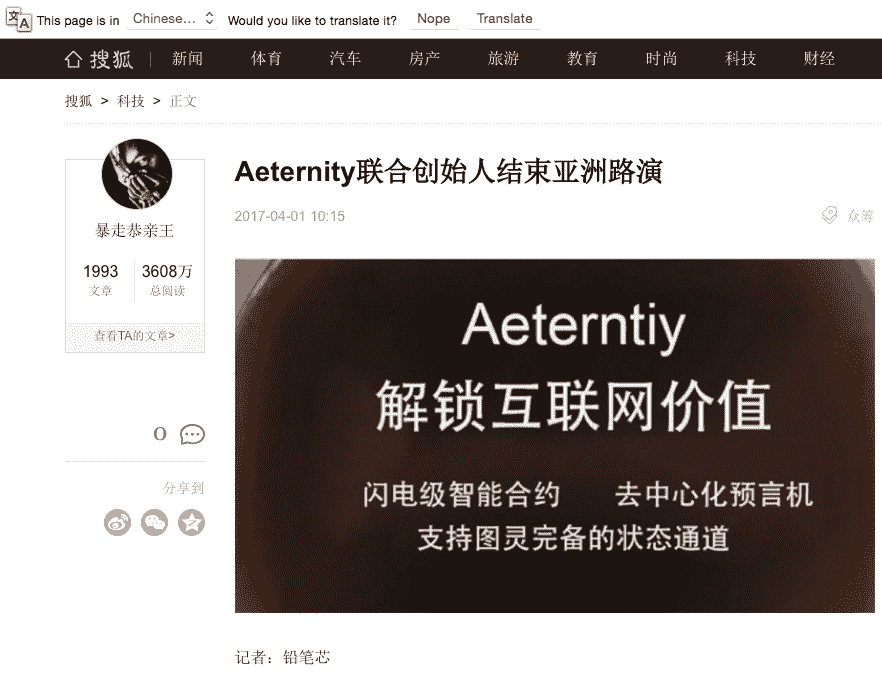 This page is in Chinese... Would you like to translate it? Nope Translate
搜狐 新闻 体育 汽车 房产 旅游 教育 时尚 科技 财经
搜狐 > 科技 > 正文
Aeternity联合创始人结束亚洲路演
2017-04-01 10:15 众筹
暴走恭亲王
1993 3608万
文章 总阅读
查看TA的文章>
0
分享到
Aeterntiy
解锁互联网价值
闪电级智能合约 去中心化预言机
支持图灵完备的状态通道
记者：铅笔芯